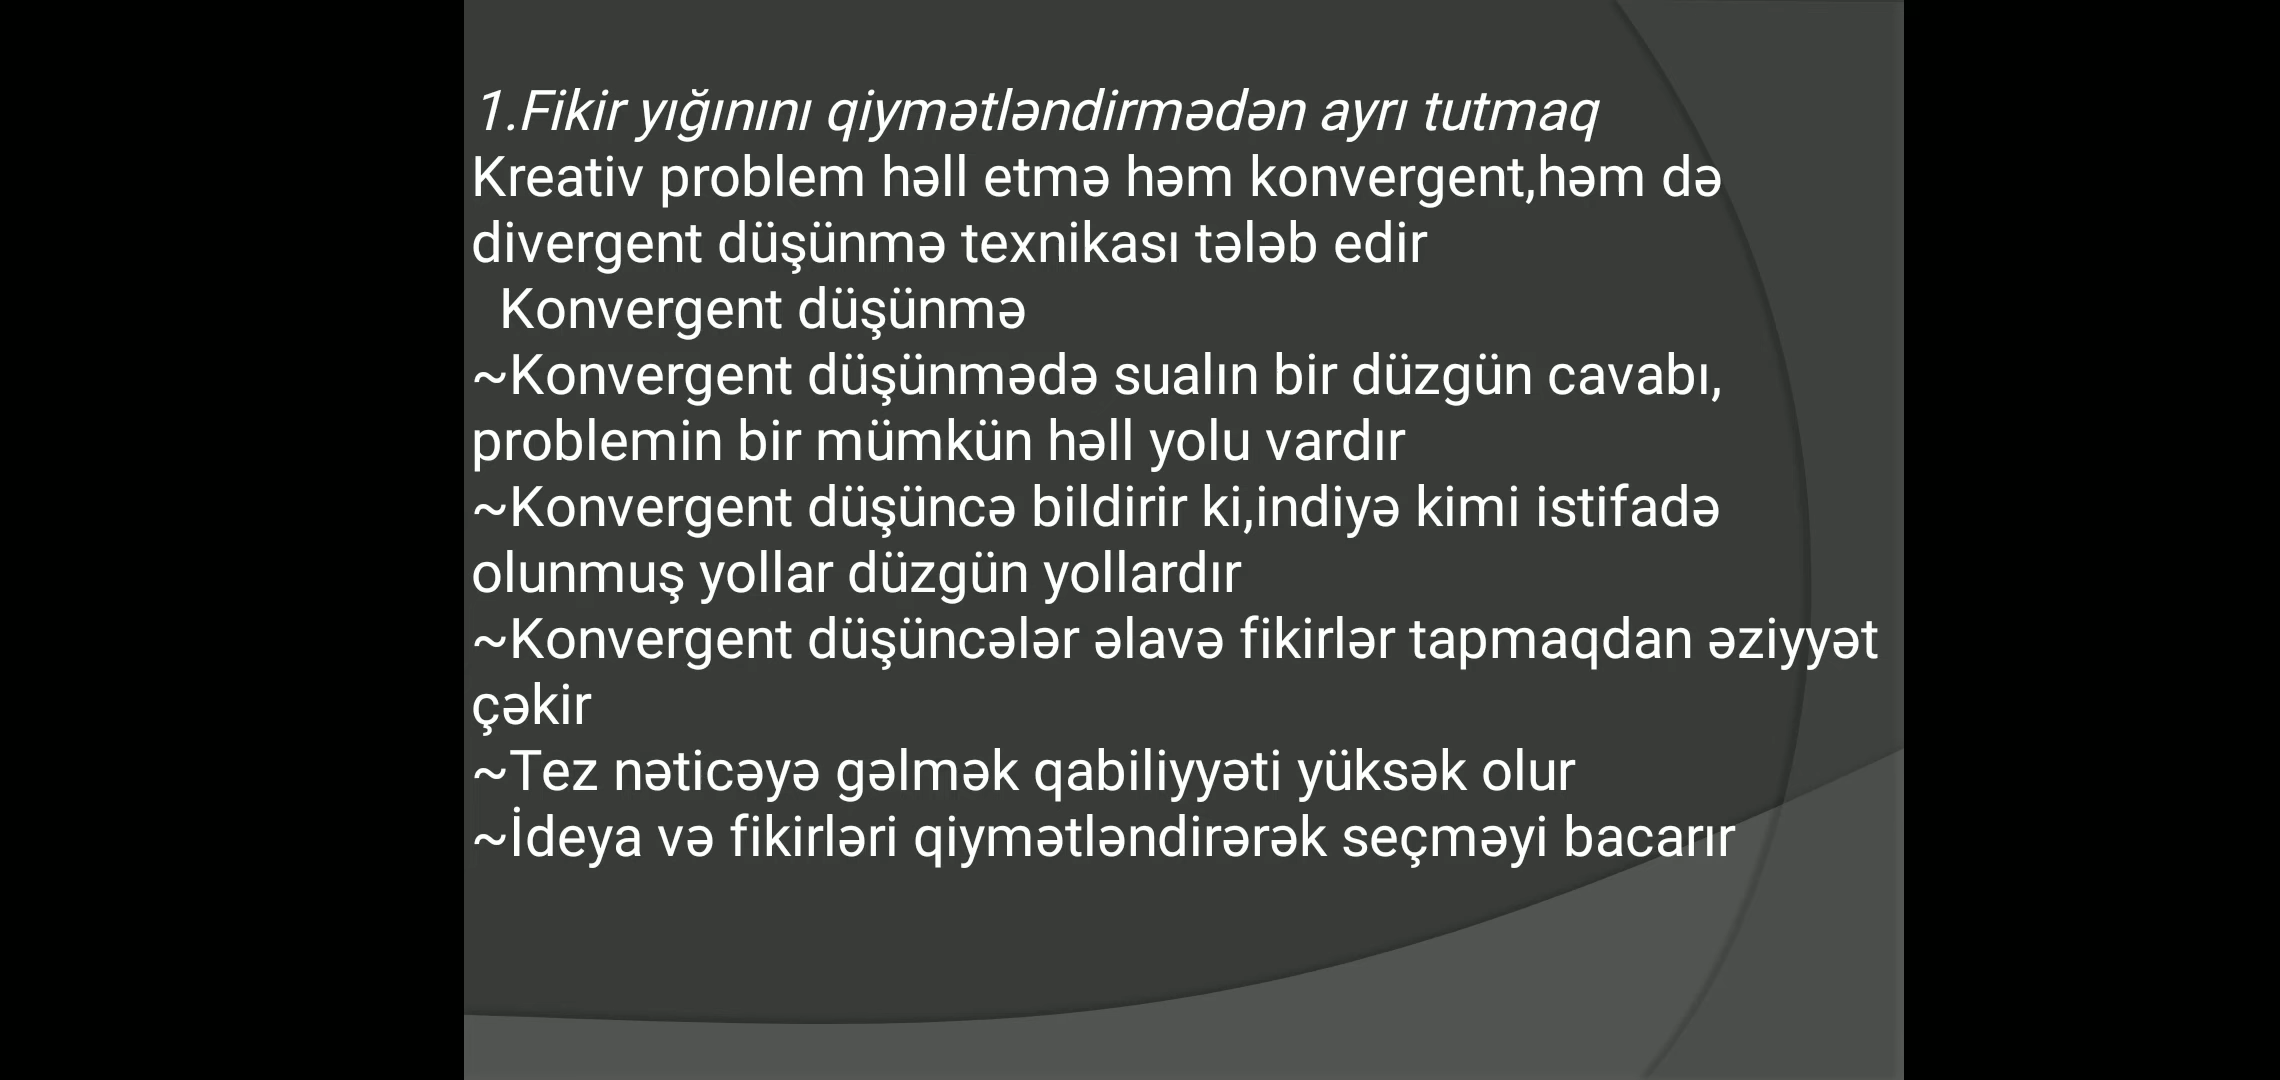 1.Fikir yığınını qiymətləndirmədən ayrı tutmaq
Kreativ problem həll etmə həm konvergent,həm də
divergent düşünmə texnikası tələb edir
Konvergent düşünmə
~Konvergent düşünmədə sualın bir düzgün cavabı,
problemin bir mümkün həll yolu vardır
~Konvergent düşüncə bildirir ki,indiyə kimi istifadə
olunmuş yollar düzgün yollardır
~Konvergent düşüncələr əlavə fikirlər tapmaqdan əziyyət
çəkir
~Tez nəticəyə gəlmək qabiliyyəti yüksək olur
~İdeya və fikirləri qiymətləndirərək seçməyi bacarır